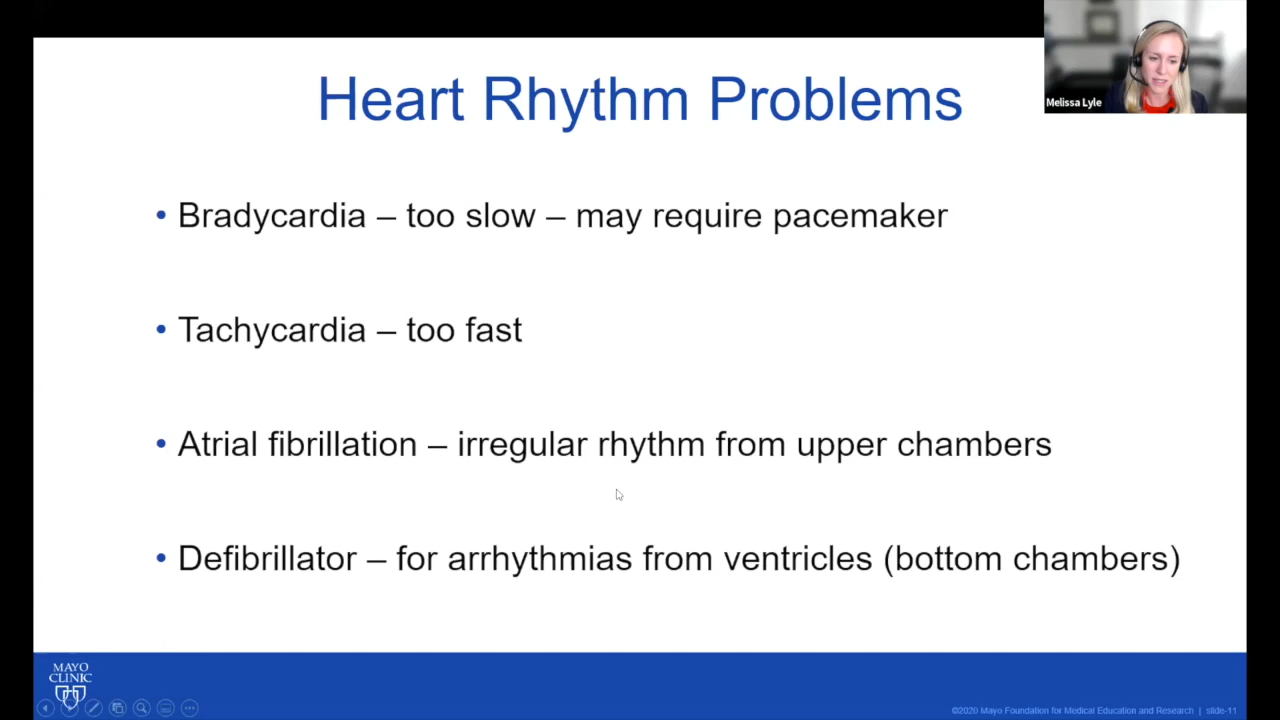 Heart Rhythm Problems
Melissa Lyle
• Bradycardia – too slow – may require pacemaker
• Tachycardia – too fast
• Atrial fibrillation – irregular rhythm from upper chambers
• Defibrillator – for arrhythmias from ventricles (bottom chambers)
MAYO
CLINIC
©2020 Mayo Foundation for Medical Education and Research | slide-11